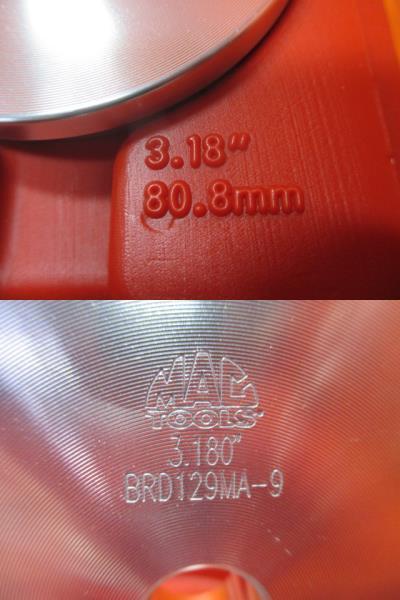 3.18"
80.8mm
MAC
TOOLS
3.180"
BRD129MA-9